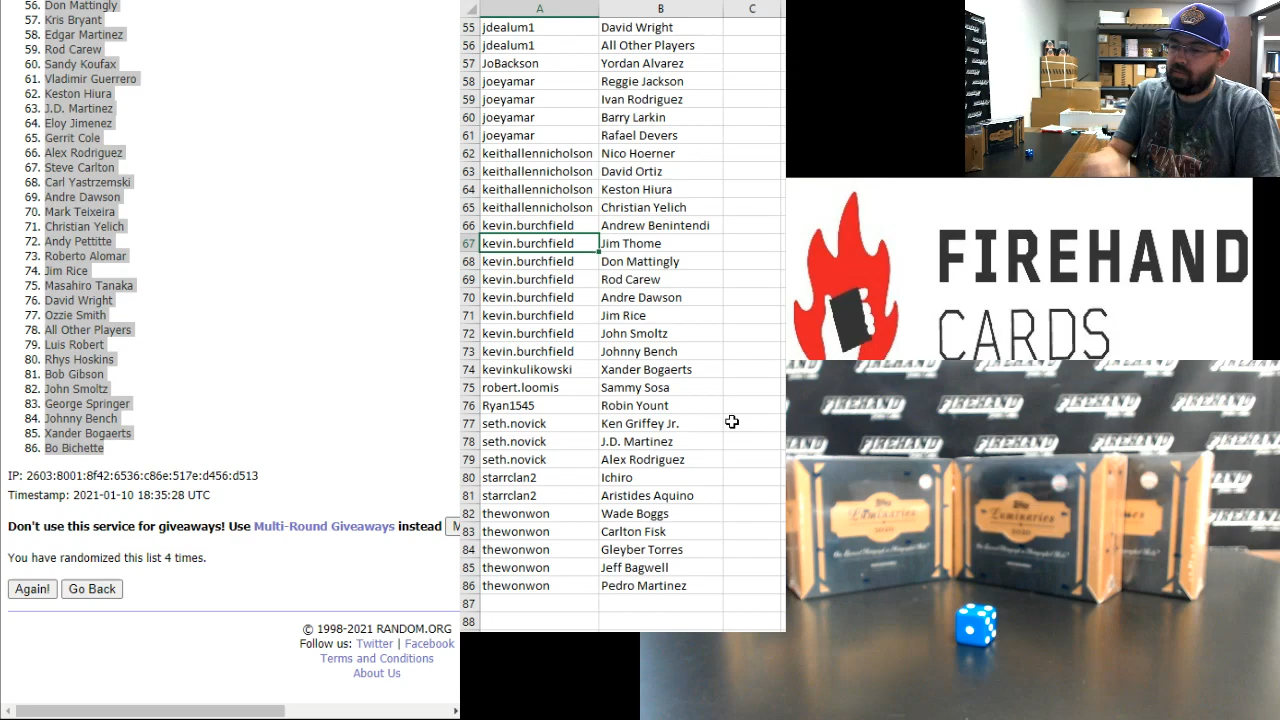 56. Don Mattingly
57. Kris Bryant
58. Edgar Martinez
59. Rod Carew
60. Sandy Koufax
61. Vladimir Guerrero
62. Keston Hiura
63. J.D. Martinez
64. Eloy Jimenez
65. Gerrit Cole
66. Alex Rodriguez
67. Steve Carlton
68. Carl Yastrzemski
69. Andre Dawson
70. Mark Teixeira
71. Christian Yelich
72. Andy Pettitte
73. Roberto Alomar
74. Jim Rice
75. Masahiro Tanaka
76. David Wright
77. Ozzie Smith
78. All Other Players
79. Luis Robert
80. Rhys Hoskins
81. Bob Gibson
82. John Smoltz
83. George Springer
84. Johnny Bench
85. Xander Bogaerts
86. Bo Bichette
IP: 2603:8001:8f42:6536:c86e:517e:d456:d513
Timestamp: 2021-01-10 18:35:28 UTC
Don't use this service for giveaways! Use Multi-Round Giveaways instead
You have randomized this list 4 times.
Again! Go Back
© 1998-2021 RANDOM.ORG
Follow us: Twitter | Facebook
Terms and Conditions
About Us
A B C
55 jdealum1 David Wright
56 jdealum1 All Other Players
57 JoBackson Yordan Alvarez
58 joeyamar Reggie Jackson
59 joeyamar Ivan Rodriguez
60 joeyamar Barry Larkin
61 joeyamar Rafael Devers
62 keithallennicholson Nico Hoerner
63 keithallennicholson David Ortiz
64 keithallennicholson Keston Hiura
65 keithallennicholson Christian Yelich
66 kevin.burchfield Andrew Benintendi
67 kevin.burchfield Jim Thome
68 kevin.burchfield Don Mattingly
69 kevin.burchfield Rod Carew
70 kevin.burchfield Andre Dawson
71 kevin.burchfield Jim Rice
72 kevin.burchfield John Smoltz
73 kevin.burchfield Johnny Bench
74 kevinkulikowski Xander Bogaerts
75 robert.loomis Sammy Sosa
76 Ryan1545 Robin Yount
77 seth.novick Ken Griffey Jr.
78 seth.novick J.D. Martinez
79 seth.novick Alex Rodriguez
80 starrclan2 Ichiro
81 starrclan2 Aristides Aquino
82 thewonwon Wade Boggs
83 thewonwon Carlton Fisk
84 thewonwon Gleyber Torres
85 thewonwon Jeff Bagwell
86 thewonwon Pedro Martinez
87
88
FIREHAND
CARDS
FIREHAND FIREHAND FIREHAND
Topps
Luminaries
2020
Topps
Luminaries
2020